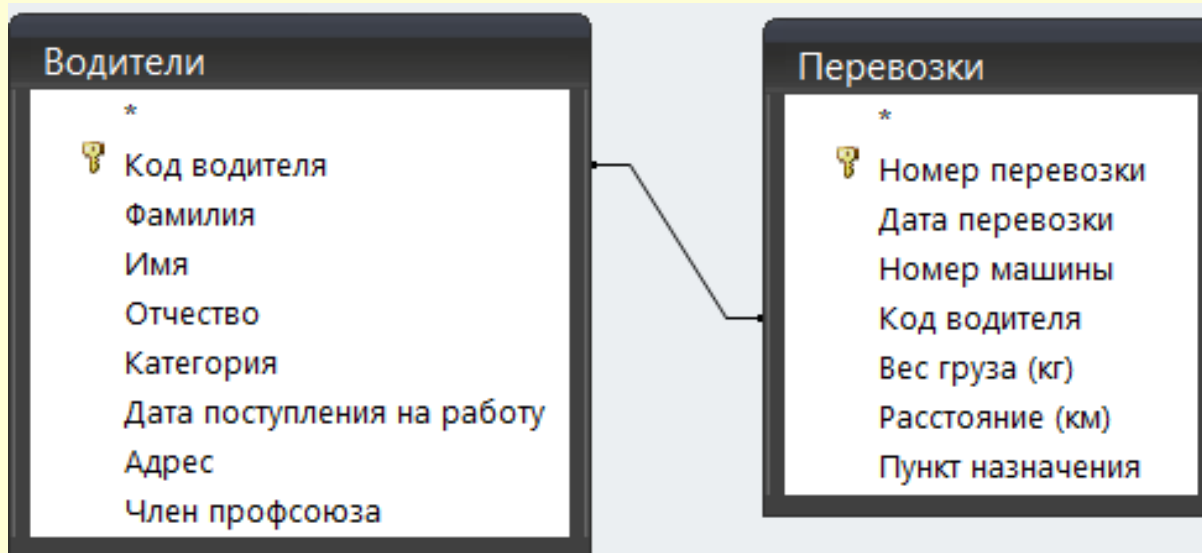 Водители
*
Код водителя
Фамилия
Имя
Отчество
Категория
Дата поступления на работу
Адрес
Член профсоюза
Перевозки
*
Номер перевозки
Дата перевозки
Номер машины
Код водителя
Вес груза (кг)
Расстояние (км)
Пункт назначения